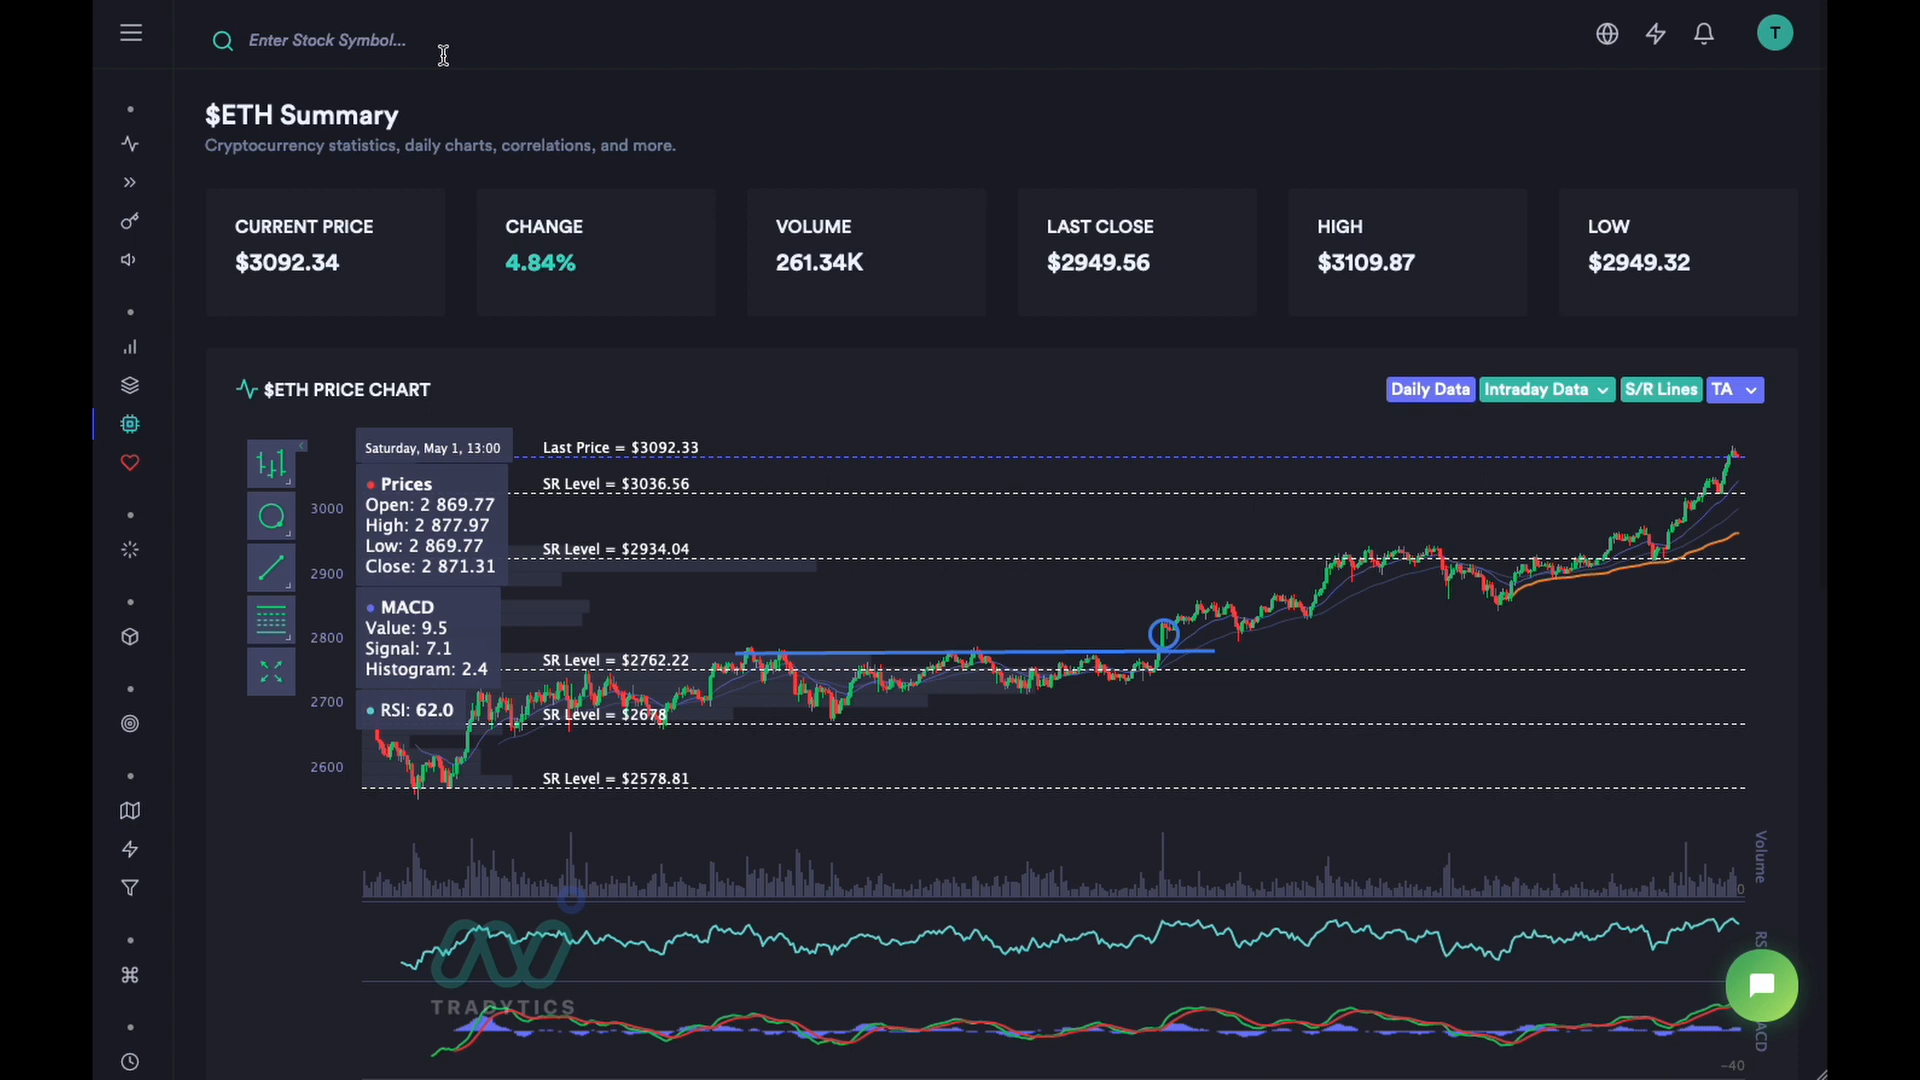 Enter Stock Symbol...
T
$ETH Summary
Cryptocurrency statistics, daily charts, correlations, and more.
CURRENT PRICE
$3092.34
CHANGE
4.84%
VOLUME
261.34K
LAST CLOSE
$2949.56
HIGH
$3109.87
LOW
$2949.32
$ETH PRICE CHART
Daily Data
Intraday Data
S/R Lines
TA
Saturday, May 1, 13:00
Prices
Open: 2 869.77
High: 2 877.97
Low: 2 869.77
Close: 2 871.31
MACD
Value: 9.5
Signal: 7.1
Histogram: 2.4
RSI: 62.0
Last Price = $3092.33
SR Level = $3036.56
SR Level = $2934.04
SR Level = $2762.22
SR Level = $2678
SR Level = $2578.81
3000
2900
2800
2700
2600
Volume
0
RS
TRADYTICS
ACD
-40